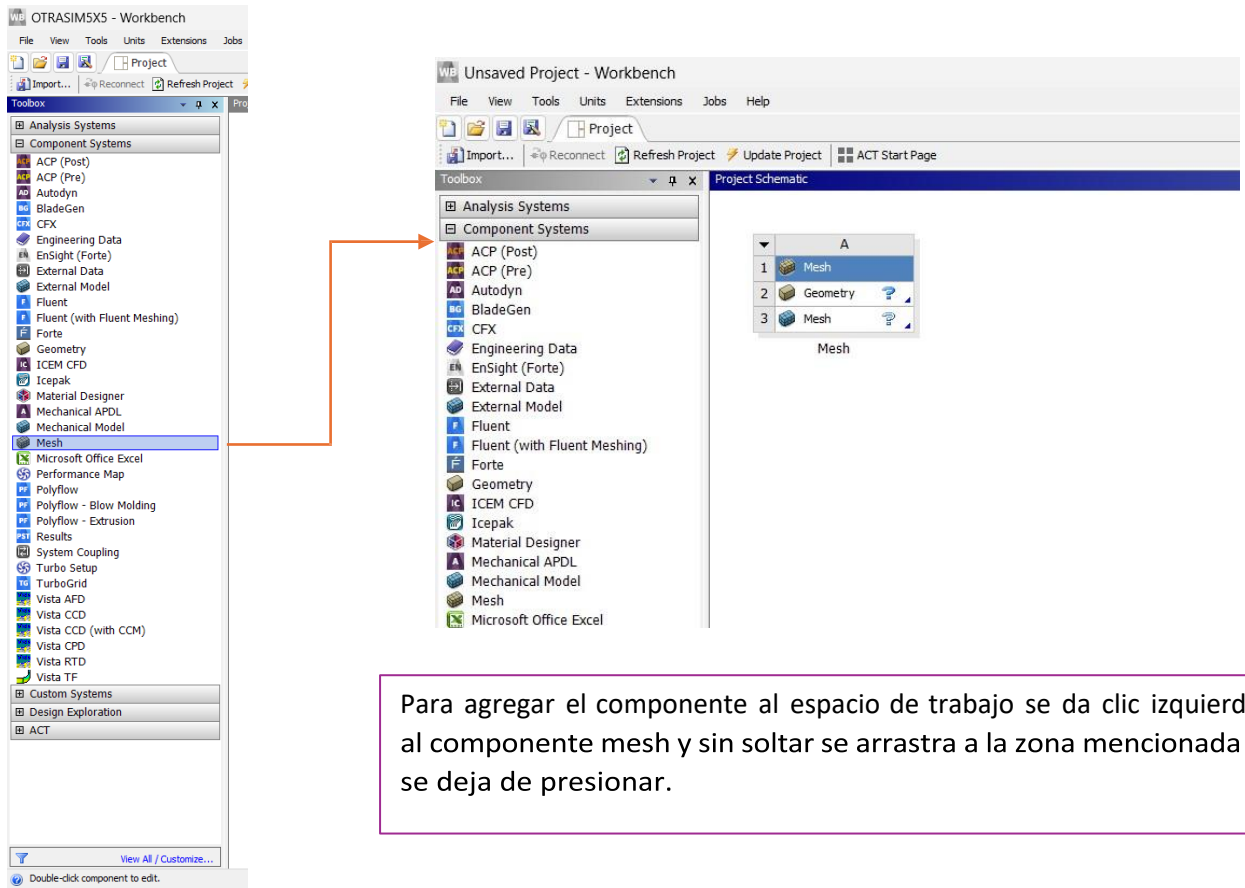 OTRASIM5X5 - Workbench
File View Tools Units Extensions Jobs
Project
Import... Reconnect Refresh Project
Toolbox Pro
Analysis Systems
Component Systems
ACP (Post)
ACP (Pre)
Autodyn
BladeGen
CFX
Engineering Data
EnSight (Forte)
External Data
External Model
Fluent
Fluent (with Fluent Meshing)
Forte
Geometry
ICEM CFD
Icepak
Material Designer
Mechanical APDL
Mechanical Model
Mesh
Microsoft Office Excel
Performance Map
Polyflow
Polyflow - Blow Molding
Polyflow - Extrusion
Results
System Coupling
Turbo Setup
TurboGrid
Vista AFD
Vista CCD
Vista CCD (with CCM)
Vista CPD
Vista RTD
Vista TF
Custom Systems
Design Exploration
ACT
View All / Customize...
Double-click component to edit.
Unsaved Project - Workbench
File View Tools Units Extensions Jobs Help
Project
Import... Reconnect Refresh Project Update Project ACT Start Page
Toolbox Project Schematic
Analysis Systems
Component Systems
ACP (Post)
ACP (Pre)
Autodyn
BladeGen
CFX
Engineering Data
EnSight (Forte)
External Data
External Model
Fluent
Fluent (with Fluent Meshing)
Forte
Geometry
ICEM CFD
Icepak
Material Designer
Mechanical APDL
Mechanical Model
Mesh
Microsoft Office Excel
A
1 Mesh
2 Geometry ?
3 Mesh ?
Mesh
Para agregar el componente al espacio de trabajo se da clic izquierd
al componente mesh y sin soltar se arrastra a la zona mencionada
se deja de presionar.